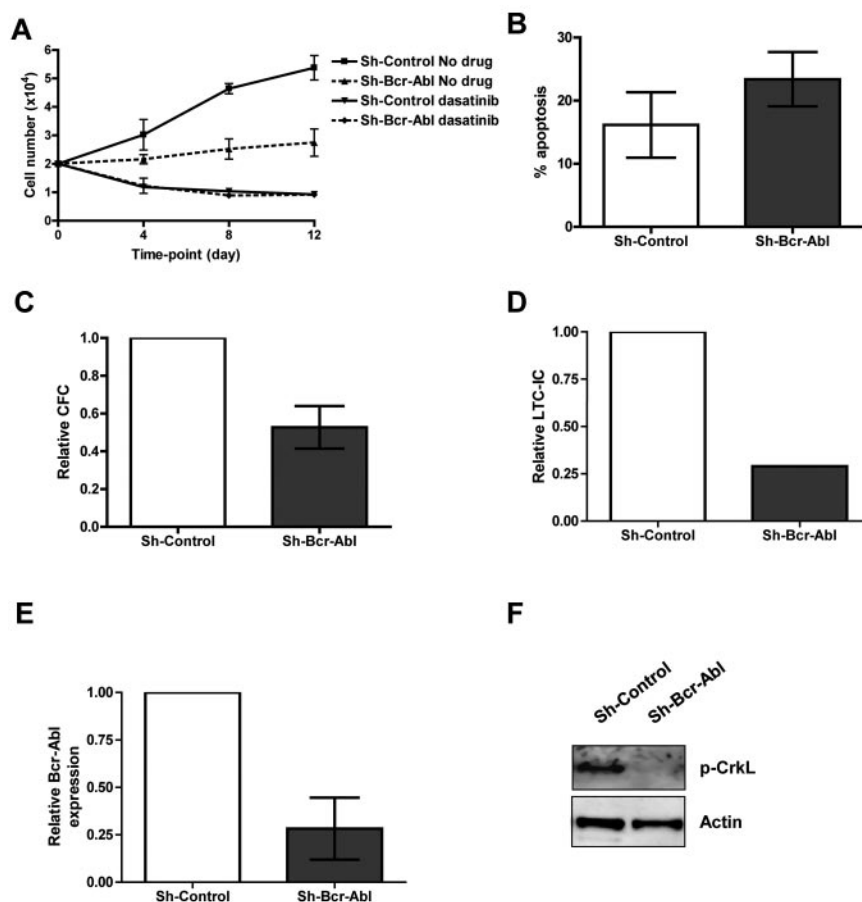 A
Cell number (x10⁴)
6
5
4
3
2
1
0
0 4 8 12
Time-point (day)
Sh-Control No drug
Sh-Bcr-Abl No drug
Sh-Control dasatinib
Sh-Bcr-Abl dasatinib
B
% apoptosis
30
20
10
0
Sh-Control Sh-Bcr-Abl
C
Relative CFC
1.0
0.8
0.6
0.4
0.2
0.0
Sh-Control Sh-Bcr-Abl
D
Relative LTC-IC
1.00
0.75
0.50
0.25
0.00
Sh-Control Sh-Bcr-Abl
E
Relative Bcr-Abl
expression
1.00
0.75
0.50
0.25
0.00
Sh-Control Sh-Bcr-Abl
F
Sh-Control
Sh-Bcr-Abl
p-CrkL
Actin